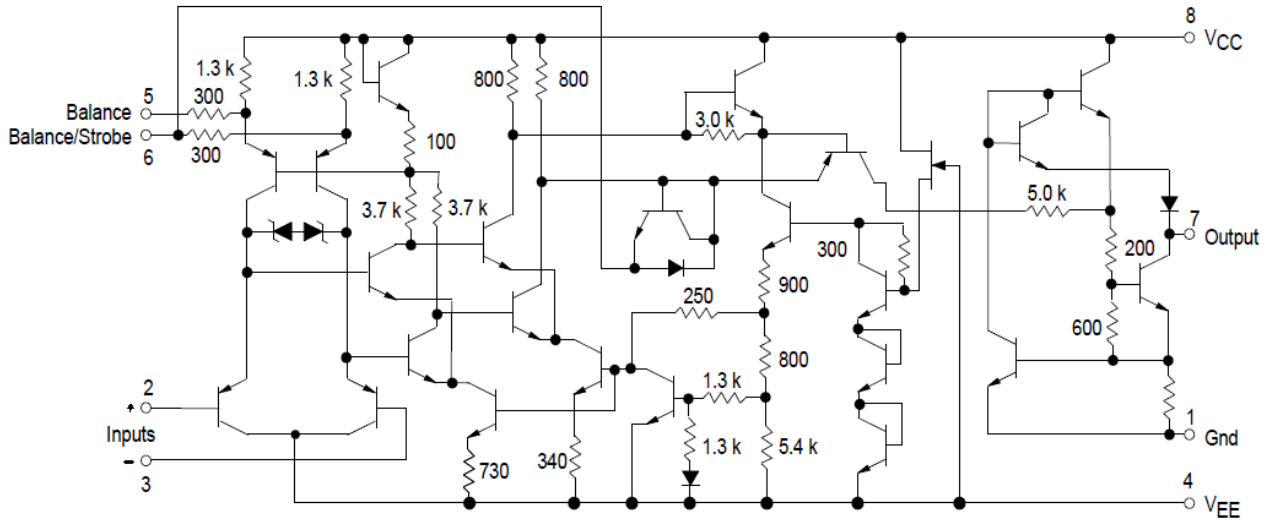 8
V_CC
1.3 k
1.3 k
800
800
5
300
Balance
Balance/Strobe
6
300
100
3.0 k
3.7 k
3.7 k
5.0 k
7
Output
300
200
900
250
600
800
1.3 k
2
+
Inputs
-
3
1.3 k
5.4 k
730
340
1
Gnd
4
V_EE